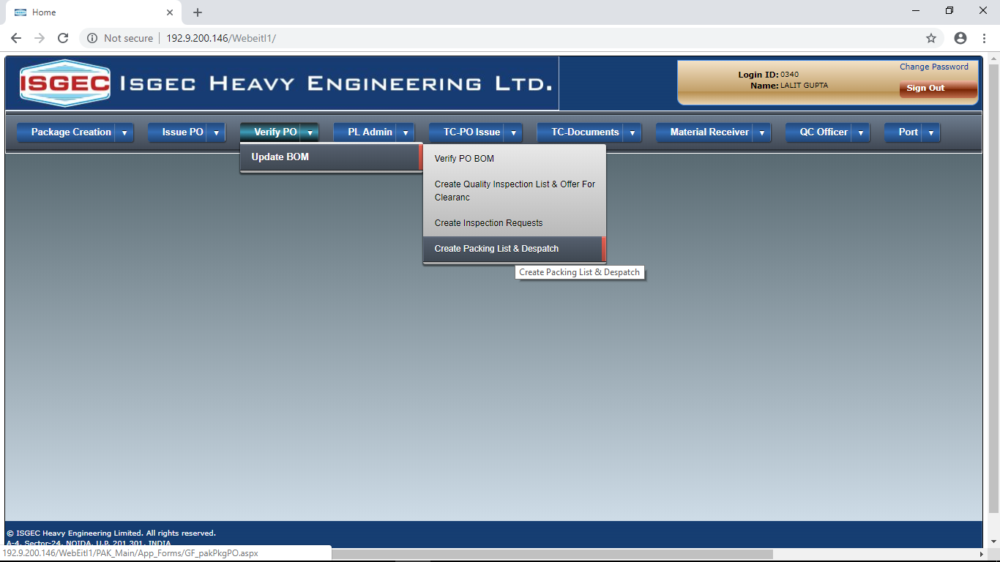 Home
Not secure
192.9.200.146/Webeitl1/
ISGEC
ISGEC HEAVY ENGINEERING LTD.
Change Password
Login ID: 0340
Name: LALIT GUPTA
Sign Out
Package Creation
Issue PO
Verify PO
PL Admin
TC-PO Issue
TC-Documents
Material Receiver
QC Officer
Port
Update BOM
Verify PO BOM
Create Quality Inspection List & Offer For
Clearanc
Create Inspection Requests
Create Packing List & Despatch
Create Packing List & Despatch
© ISGEC Heavy Engineering Limited. All rights reserved.
A-4, Sector-24, NOIDA, U.P. 201 301, INDIA
192.9.200.146/WebEitl1/PAK_Main/App_Forms/GF_pakPkgPO.aspx